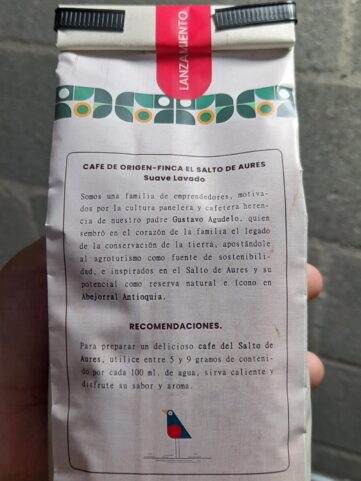 LANZAMIENTO
CAFE DE ORIGEN-FINCA EL SALTO DE AURES
Suave Lavado
Somos una familia de emprendedores, motiva-
dos por la cultura panelera y cafetera heren-
cia de nuestro padre Gustavo Agudelo, quien
sembró en el corazón de la familia el legado
de la conservación de la tierra, apostándole
al agroturismo como fuente de sostenibili-
dad, e inspirados en el Salto de Aures y su
potencial como reserva natural e Icono en
Abejorral Antioquia.
RECOMENDACIONES.
Para preparar un delicioso cafe del Salto de
Aures, utilice entre 5 y 9 gramos de conteni-
do por cada 100 ml. de agua, sirva caliente y
disfrute su sabor y aroma.